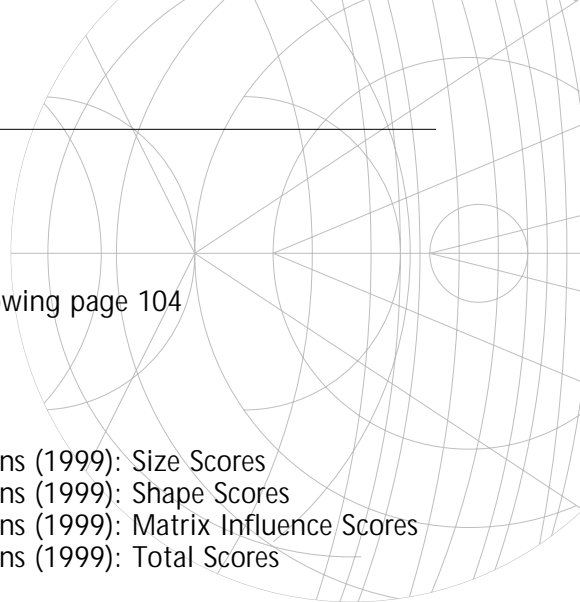 wing page 104
ns (1999): Size Scores
ns (1999): Shape Scores
ns (1999): Matrix Influence Scores
ns (1999): Total Scores